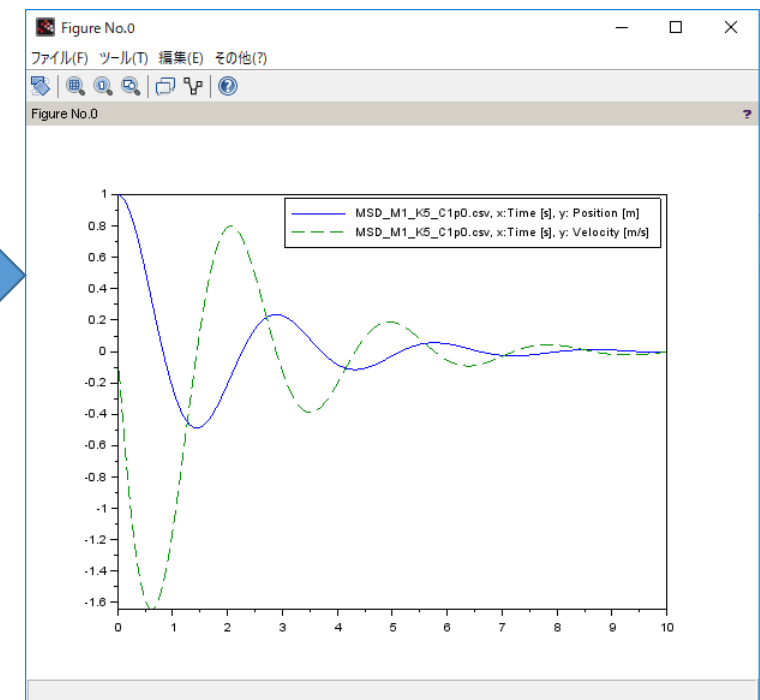 Figure No.0
ファイル(F) ツール(T) 編集(E) その他(?)
Figure No.0 ?
MSD_M1_K5_C1p0.csv, x:Time [s], y: Position [m]
MSD_M1_K5_C1p0.csv, x:Time [s], y: Velocity [m/s]
1
0.8
0.6
0.4
0.2
0
-0.2
-0.4
-0.6
-0.8
-1
-1.2
-1.4
-1.6
0 1 2 3 4 5 6 7 8 9 10